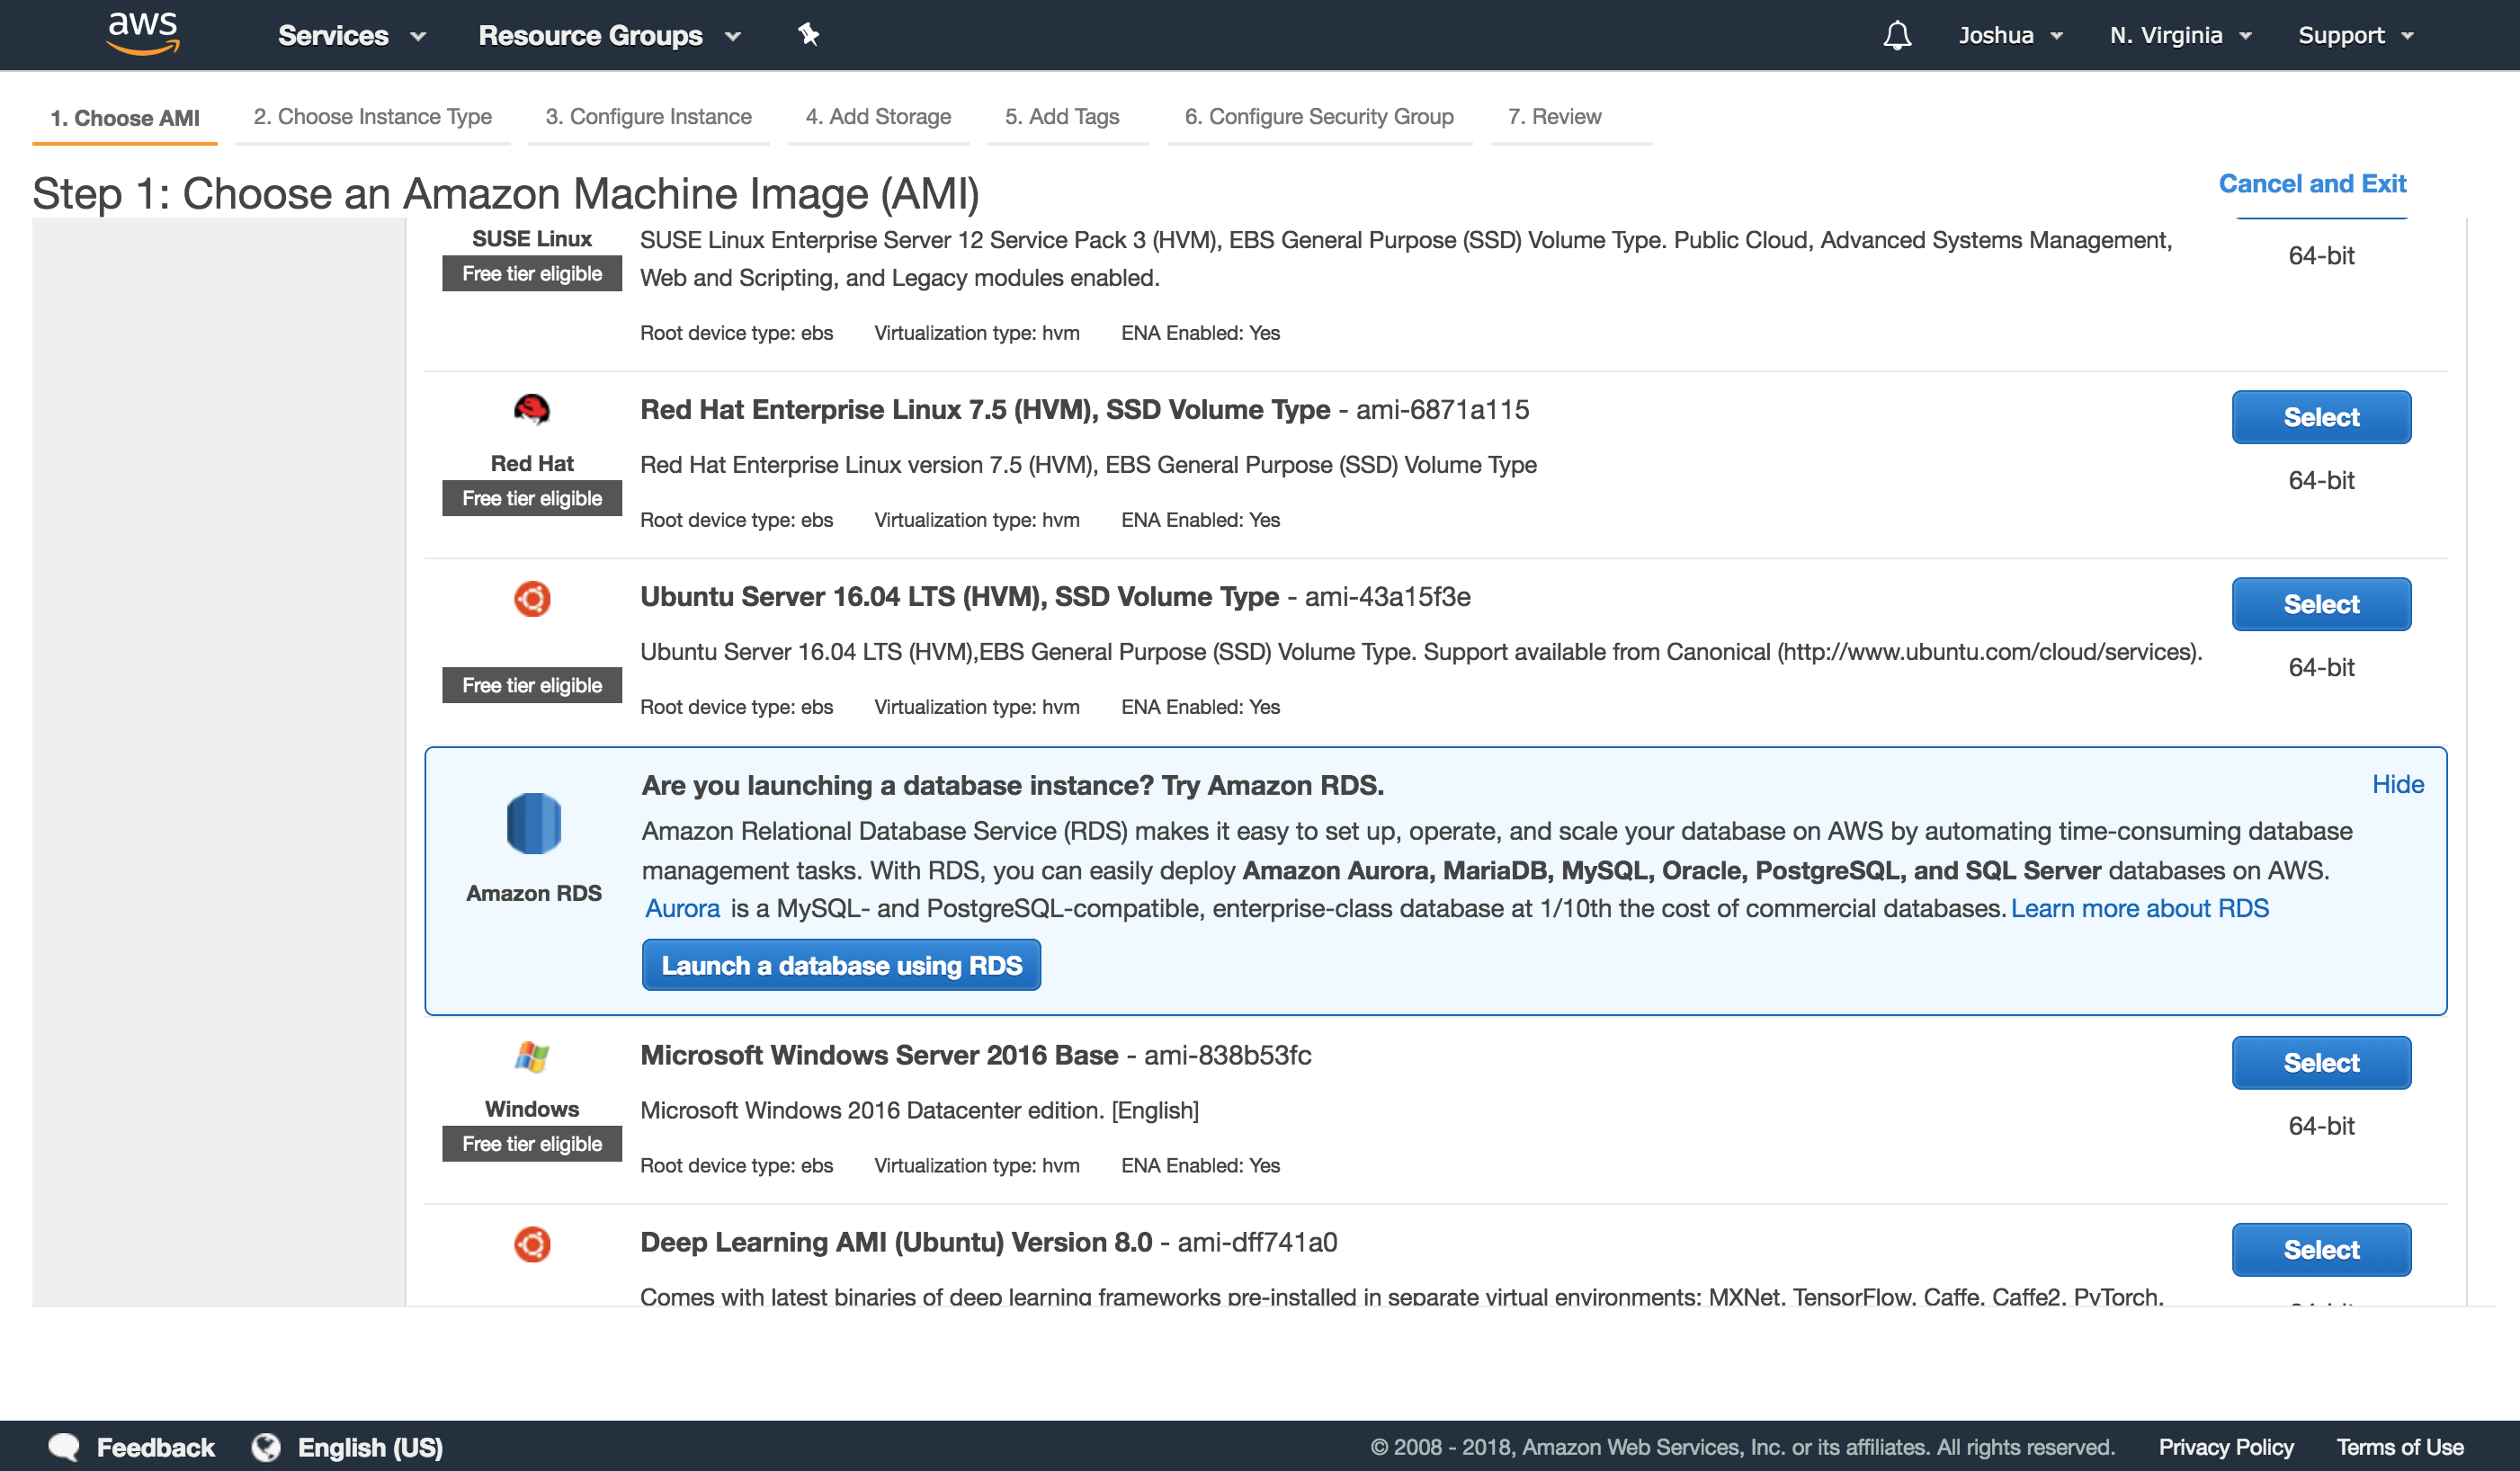 aws Services Resource Groups Joshua N. Virginia Support
1. Choose AMI 2. Choose Instance Type 3. Configure Instance 4. Add Storage 5. Add Tags 6. Configure Security Group 7. Review
Step 1: Choose an Amazon Machine Image (AMI)
Cancel and Exit
SUSE Linux
Free tier eligible
SUSE Linux Enterprise Server 12 Service Pack 3 (HVM), EBS General Purpose (SSD) Volume Type. Public Cloud, Advanced Systems Management,
Web and Scripting, and Legacy modules enabled.
64-bit
Root device type: ebs Virtualization type: hvm ENA Enabled: Yes
Red Hat Enterprise Linux 7.5 (HVM), SSD Volume Type - ami-6871a115
Select
Red Hat
Free tier eligible
Red Hat Enterprise Linux version 7.5 (HVM), EBS General Purpose (SSD) Volume Type
64-bit
Root device type: ebs Virtualization type: hvm ENA Enabled: Yes
Ubuntu Server 16.04 LTS (HVM), SSD Volume Type - ami-43a15f3e
Select
Free tier eligible
Ubuntu Server 16.04 LTS (HVM),EBS General Purpose (SSD) Volume Type. Support available from Canonical (http://www.ubuntu.com/cloud/services).
64-bit
Root device type: ebs Virtualization type: hvm ENA Enabled: Yes
Are you launching a database instance? Try Amazon RDS.
Hide
Amazon RDS
Amazon Relational Database Service (RDS) makes it easy to set up, operate, and scale your database on AWS by automating time-consuming database
management tasks. With RDS, you can easily deploy Amazon Aurora, MariaDB, MySQL, Oracle, PostgreSQL, and SQL Server databases on AWS.
Aurora is a MySQL- and PostgreSQL-compatible, enterprise-class database at 1/10th the cost of commercial databases. Learn more about RDS
Launch a database using RDS
Microsoft Windows Server 2016 Base - ami-838b53fc
Select
Windows
Free tier eligible
Microsoft Windows 2016 Datacenter edition. [English]
64-bit
Root device type: ebs Virtualization type: hvm ENA Enabled: Yes
Deep Learning AMI (Ubuntu) Version 8.0 - ami-dff741a0
Select
Comes with latest binaries of deep learning frameworks pre-installed in separate virtual environments: MXNet, TensorFlow, Caffe, Caffe2, PyTorch,
Feedback English (US) © 2008 - 2018, Amazon Web Services, Inc. or its affiliates. All rights reserved. Privacy Policy Terms of Use